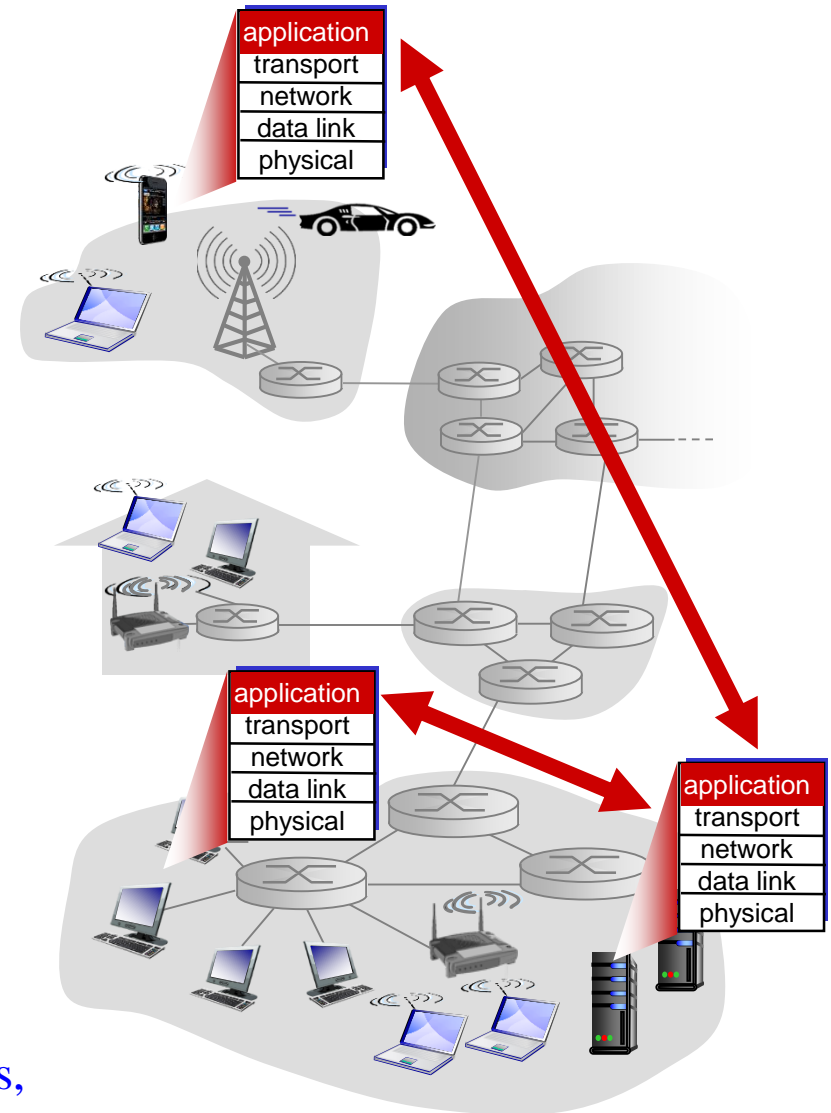 application
transport
network
data link
physical
application
transport
network
data link
physical
application
transport
network
data link
physical
s,